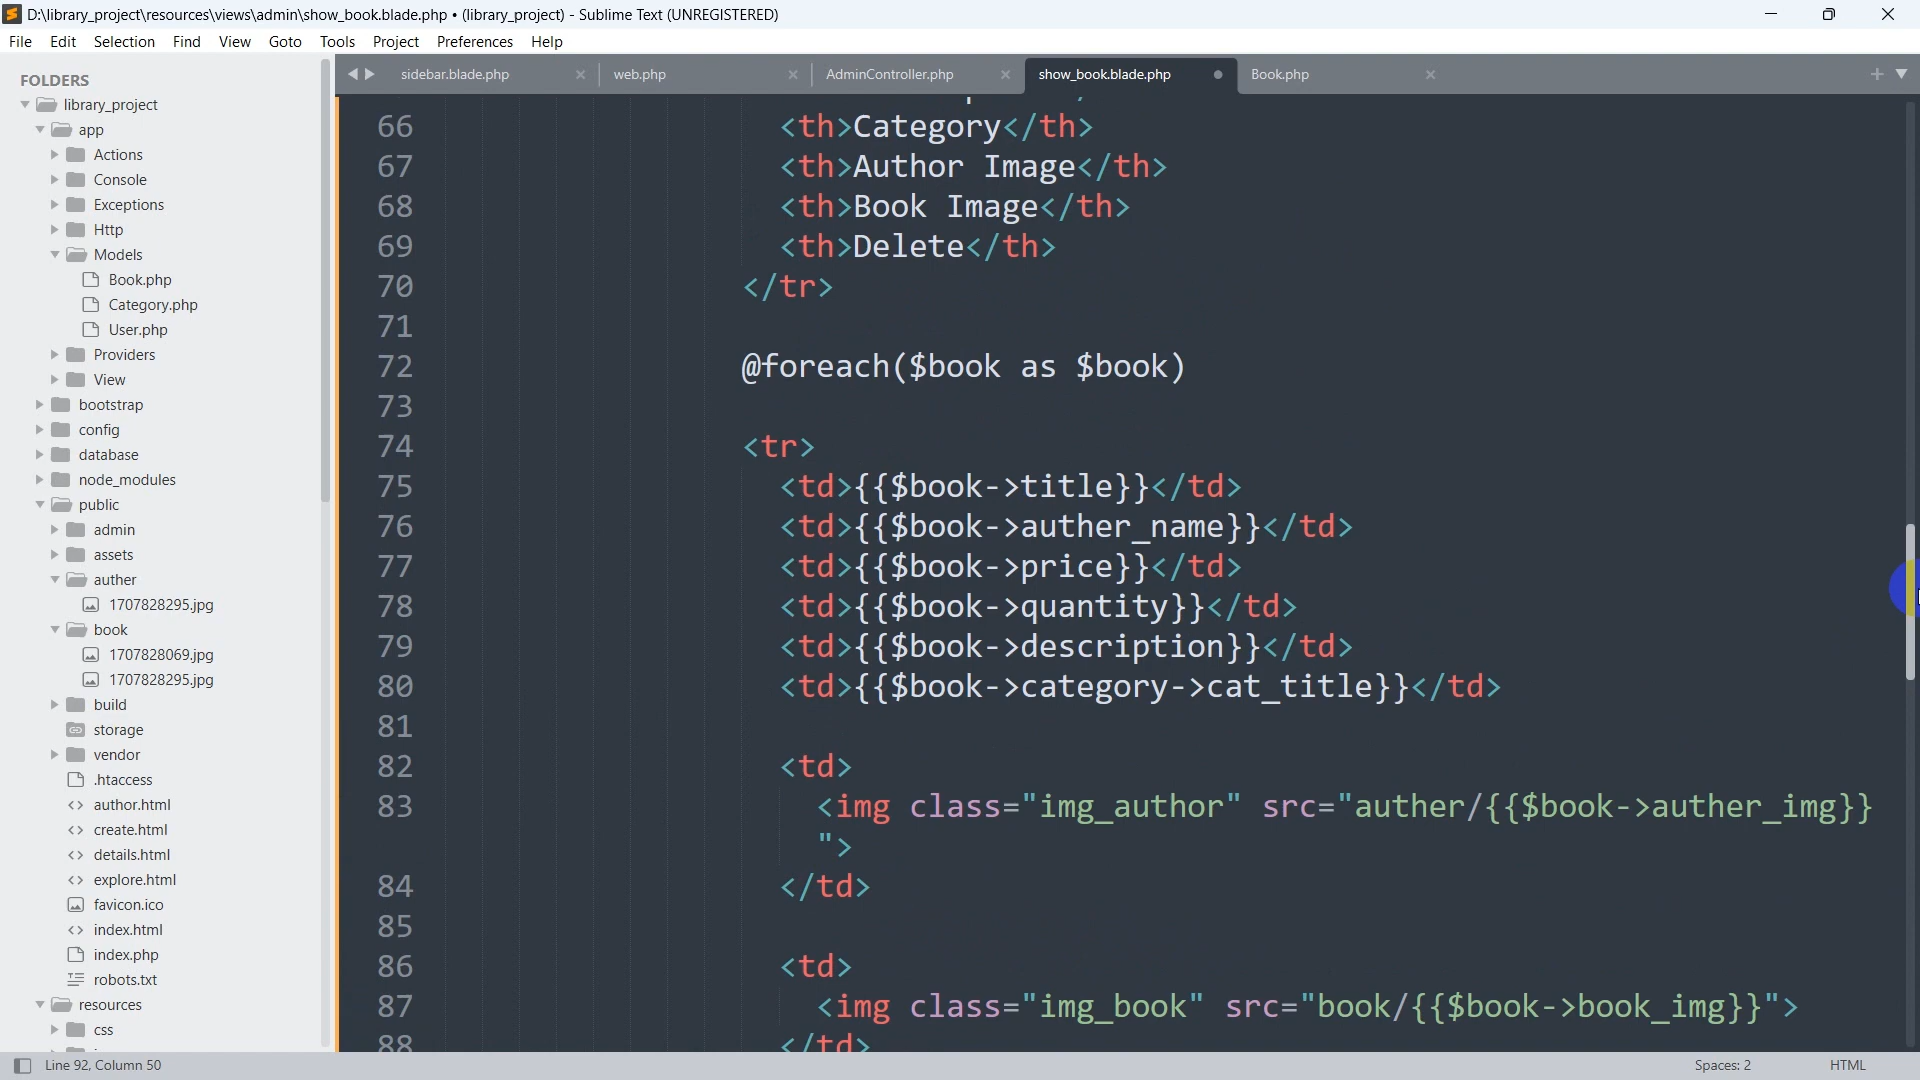 D:\library_project\resources\views\admin\show_book.blade.php • (library_project) - Sublime Text (UNREGISTERED)
File Edit Selection Find View Goto Tools Project Preferences Help
FOLDERS
library_project
app
Actions
Console
Exceptions
Http
Models
Book.php
Category.php
User.php
Providers
View
bootstrap
config
database
node_modules
public
admin
assets
auther
1707828295.jpg
book
1707828069.jpg
1707828295.jpg
build
storage
vendor
.htaccess
author.html
create.html
details.html
explore.html
favicon.ico
index.html
index.php
robots.txt
resources
css
sidebar.blade.php web.php AdminController.php show_book.blade.php Book.php
66 <th>Category</th>
67 <th>Author Image</th>
68 <th>Book Image</th>
69 <th>Delete</th>
70 </tr>
71
72 @foreach($book as $book)
73
74 <tr>
75 <td>{{$book->title}}</td>
76 <td>{{$book->auther_name}}</td>
77 <td>{{$book->price}}</td>
78 <td>{{$book->quantity}}</td>
79 <td>{{$book->description}}</td>
80 <td>{{$book->category->cat_title}}</td>
81
82 <td>
83 <img class="img_author" src="auther/{{$book->auther_img}}
">
84 </td>
85
86 <td>
87 <img class="img_book" src="book/{{$book->book_img}}">
88 </td>
Line 92, Column 50 Spaces: 2 HTML